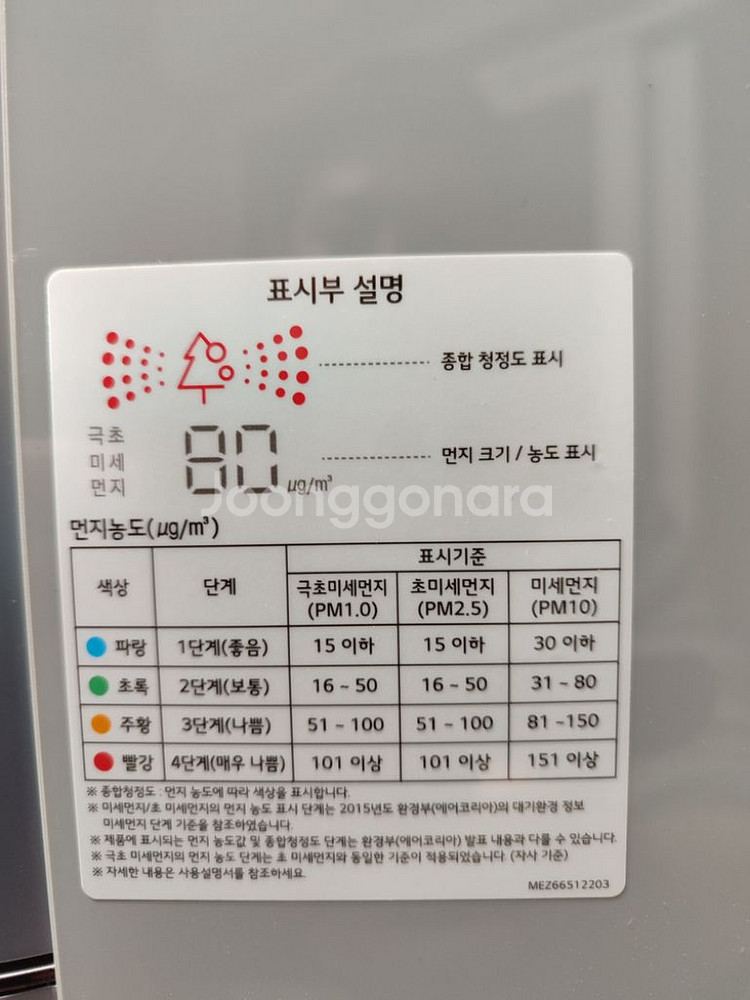 표시부 설명
종합 청정도 표시
극초
미세
먼지
80 µg/m³
먼지 크기 / 농도 표시
Joonggonara
먼지농도(µg/m³)
색상 단계 표시기준
극초미세먼지 (PM1.0) 초미세먼지 (PM2.5) 미세먼지 (PM10)
파랑 1단계(좋음) 15 이하 15 이하 30 이하
초록 2단계(보통) 16 ~ 50 16 ~ 50 31 ~ 80
주황 3단계(나쁨) 51 ~ 100 51 ~ 100 81 ~150
빨강 4단계(매우 나쁨) 101 이상 101 이상 151 이상
※ 종합청정도 : 먼지 농도에 따라 색상을 표시합니다.
※ 미세먼지/초 미세먼지의 먼지 농도 표시 단계는 2015년도 환경부(에어코리아)의 대기환경 정보
미세먼지 단계 기준을 참조하였습니다.
※ 제품에 표시되는 먼지 농도값 및 종합청정도 단계는 환경부(에어코리아) 발표 내용과 다를 수 있습니다.
※ 극초 미세먼지의 먼지 농도 단계는 초 미세먼지와 동일한 기준이 적용되었습니다. (자사 기준)
※ 자세한 내용은 사용설명서를 참조하세요.
MEZ66512203